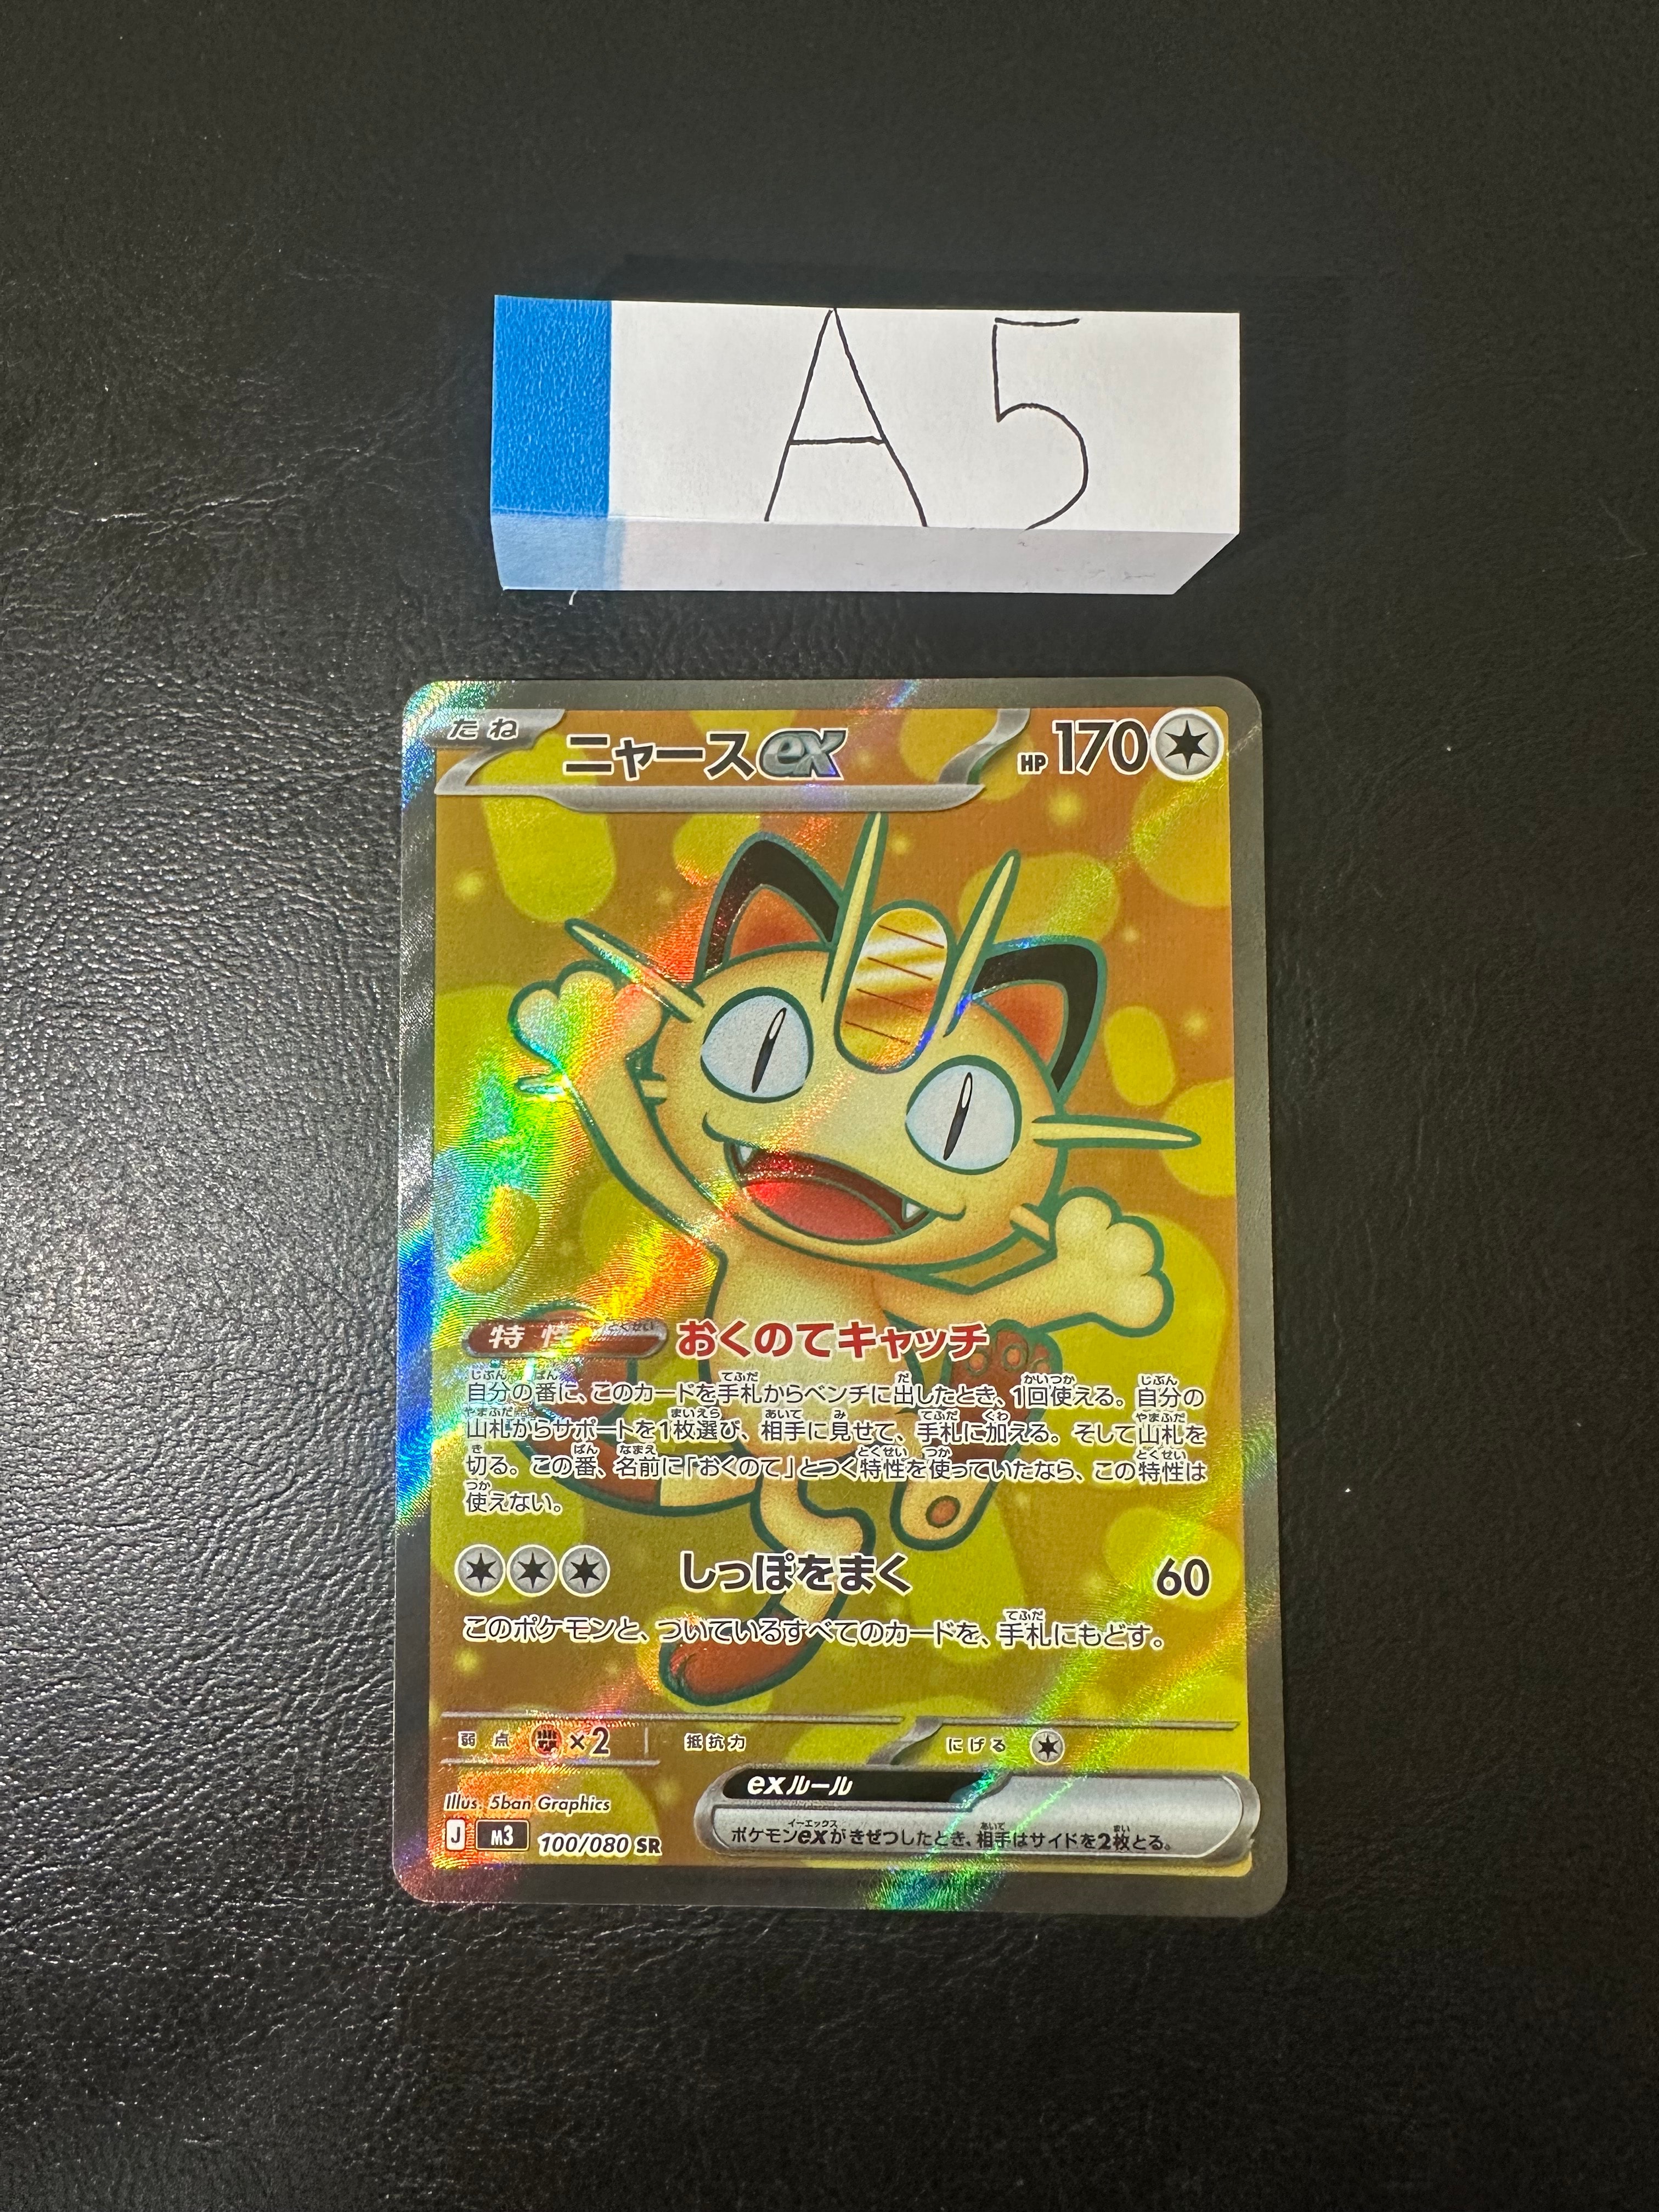 A5
たね ニャースex HP170
特性 とくせい おくのてキャッチ
自分の番に、このカードを手札からベンチに出したとき、1回使える。自分の
山札からサポートを1枚選び、相手に見せて、手札に加える。そして山札を
切る。この番、名前に「おくのて」とつく特性を使っていたなら、この特性は
使えない。
しっぽをまく 60
このポケモンと、ついているすべてのカードを、手札にもどす。
弱点 ×2 抵抗力 にげる
exルール
ポケモンexがきぜつしたとき、相手はサイドを2枚とる。
Illus. 5ban Graphics
J M3 100/080 SR